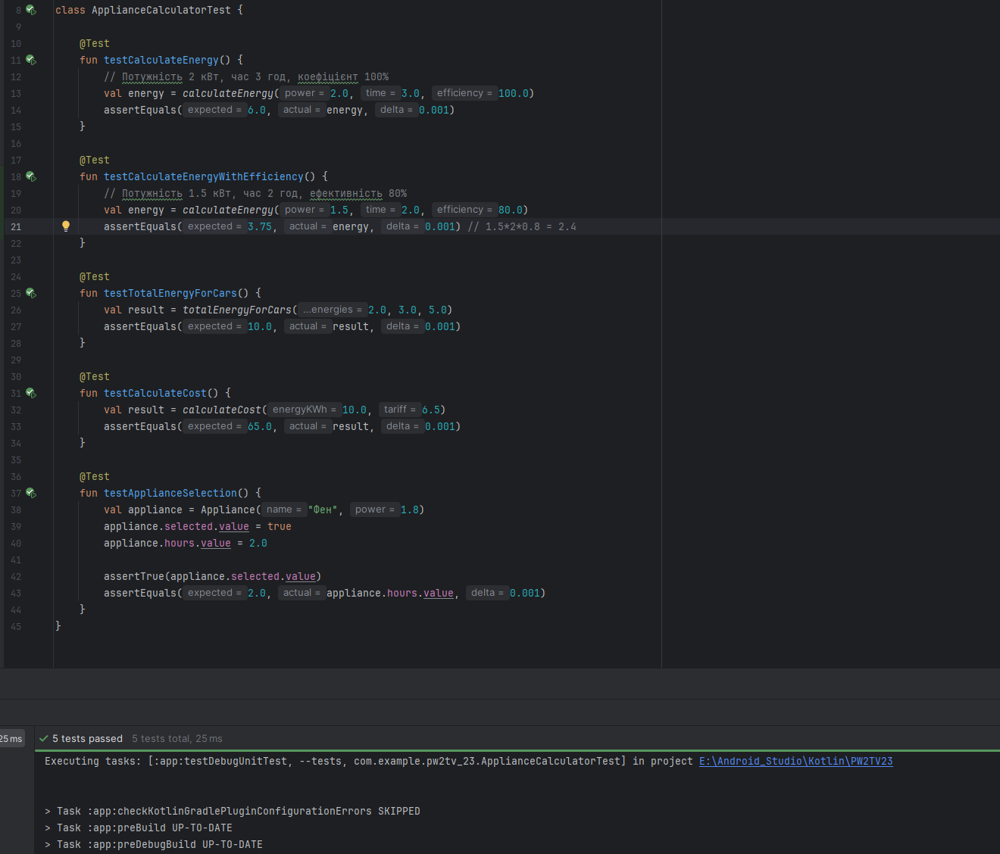 8 class ApplianceCalculatorTest {
9
10 @Test
11 fun testCalculateEnergy() {
12 // Потужність 2 кВт, час 3 год, коефіцієнт 100%
13 val energy = calculateEnergy( power = 2.0, time = 3.0, efficiency = 100.0)
14 assertEquals( expected = 6.0, actual = energy, delta = 0.001)
15 }
16
17 @Test
18 fun testCalculateEnergyWithEfficiency() {
19 // Потужність 1.5 кВт, час 2 год, ефективність 80%
20 val energy = calculateEnergy( power = 1.5, time = 2.0, efficiency = 80.0)
21 assertEquals( expected = 3.75, actual = energy, delta = 0.001) // 1.5*2*0.8 = 2.4
22 }
23
24 @Test
25 fun testTotalEnergyForCars() {
26 val result = totalEnergyForCars( ...energies = 2.0, 3.0, 5.0)
27 assertEquals( expected = 10.0, actual = result, delta = 0.001)
28 }
29
30 @Test
31 fun testCalculateCost() {
32 val result = calculateCost( energyKWh = 10.0, tariff = 6.5)
33 assertEquals( expected = 65.0, actual = result, delta = 0.001)
34 }
35
36 @Test
37 fun testApplianceSelection() {
38 val appliance = Appliance( name = "Фен", power = 1.8)
39 appliance.selected.value = true
40 appliance.hours.value = 2.0
41
42 assertTrue(appliance.selected.value)
43 assertEquals( expected = 2.0, actual = appliance.hours.value, delta = 0.001)
44 }
45 }
25 ms 5 tests passed 5 tests total, 25 ms
Executing tasks: [:app:testDebugUnitTest, --tests, com.example.pw2tv_23.ApplianceCalculatorTest] in project E:\Android_Studio\Kotlin\PW2TV23
> Task :app:checkKotlinGradlePluginConfigurationErrors SKIPPED
> Task :app:preBuild UP-TO-DATE
> Task :app:preDebugBuild UP-TO-DATE